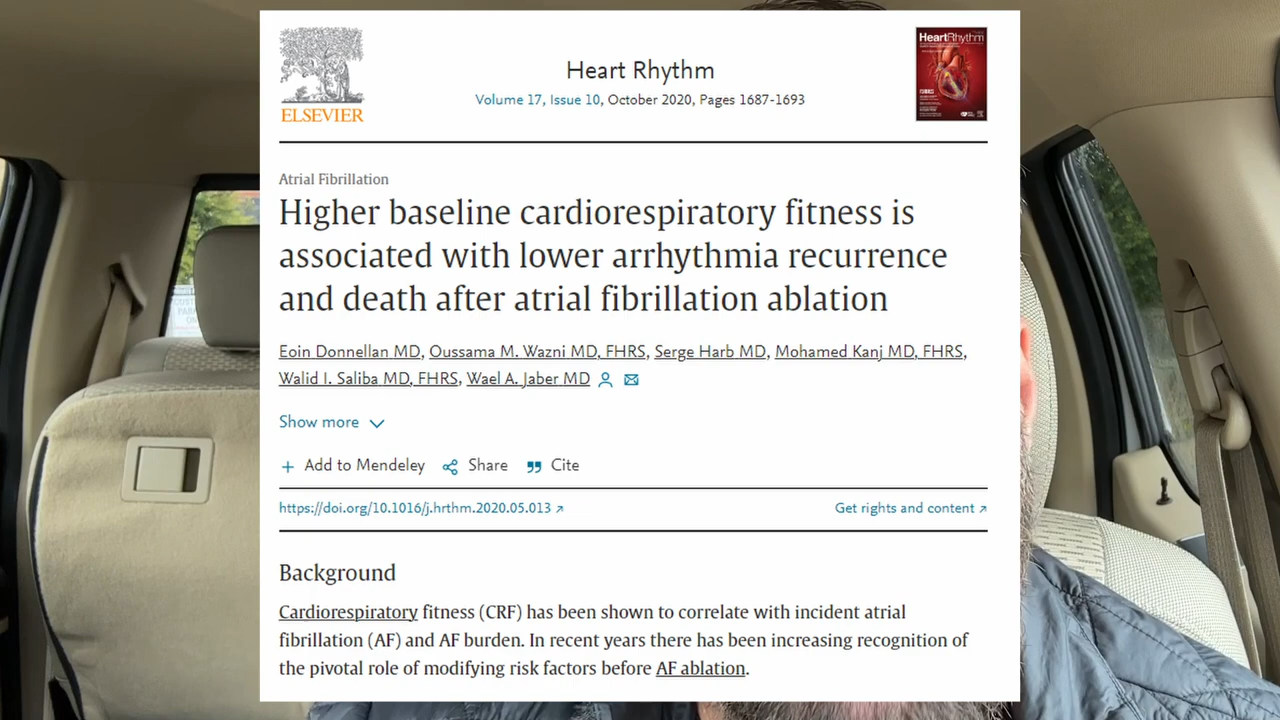 ELSEVIER
Heart Rhythm
Volume 17, Issue 10, October 2020, Pages 1687-1693
HeartRhythm
Atrial Fibrillation
Higher baseline cardiorespiratory fitness is
associated with lower arrhythmia recurrence
and death after atrial fibrillation ablation
Eoin Donnellan MD, Oussama M. Wazni MD, FHRS, Serge Harb MD, Mohamed Kanj MD, FHRS,
Walid I. Saliba MD, FHRS, Wael A. Jaber MD
Show more
+ Add to Mendeley Share Cite
https://doi.org/10.1016/j.hrthm.2020.05.013 ↗ Get rights and content ↗
Background
Cardiorespiratory fitness (CRF) has been shown to correlate with incident atrial
fibrillation (AF) and AF burden. In recent years there has been increasing recognition of
the pivotal role of modifying risk factors before AF ablation.